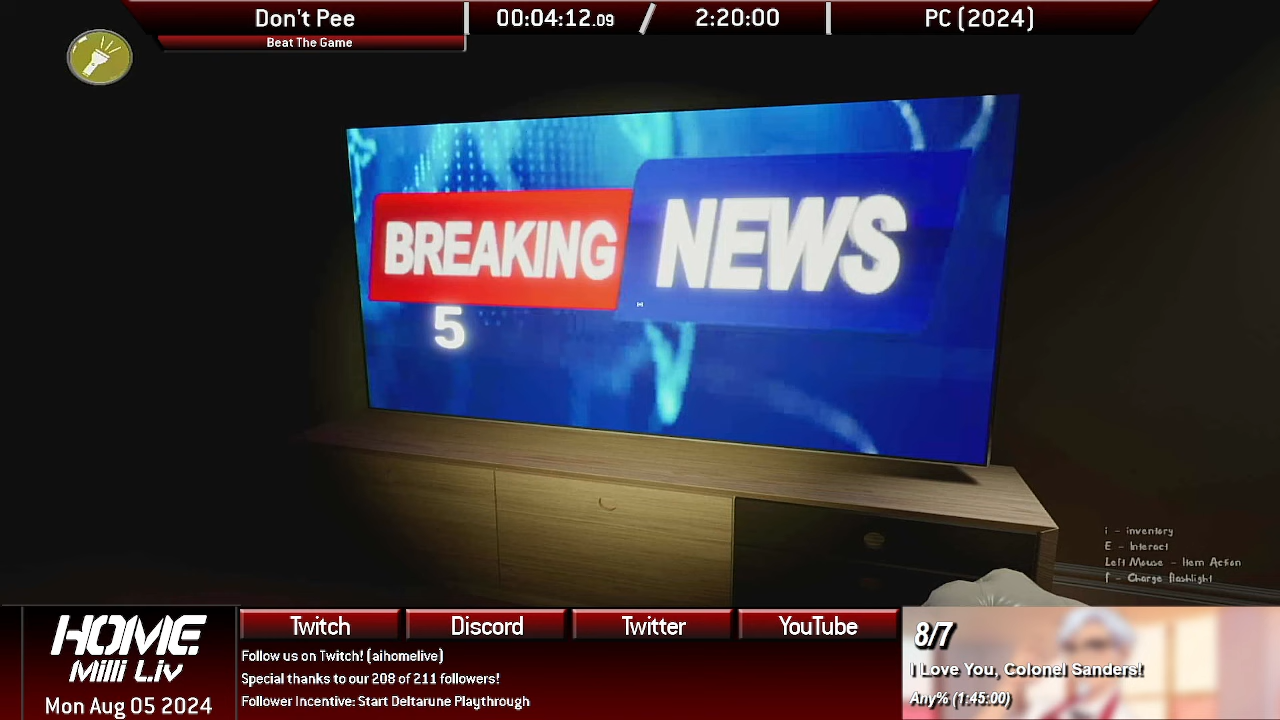 Don't Pee
00:04:12.09 / 2:20:00
PC (2024)
Beat The Game
BREAKING NEWS
5
i - inventory
E - Interact
Left Mouse - Item Action
f - Charge flashlight
HOME
Milli Liv
Mon Aug 05 2024
Twitch
Discord
Twitter
YouTube
Follow us on Twitch! (aihomelive)
Special thanks to our 208 of 211 followers!
Follower Incentive: Start Deltarune Playthrough
8/7
I Love You, Colonel Sanders!
Any% (1:45:00)